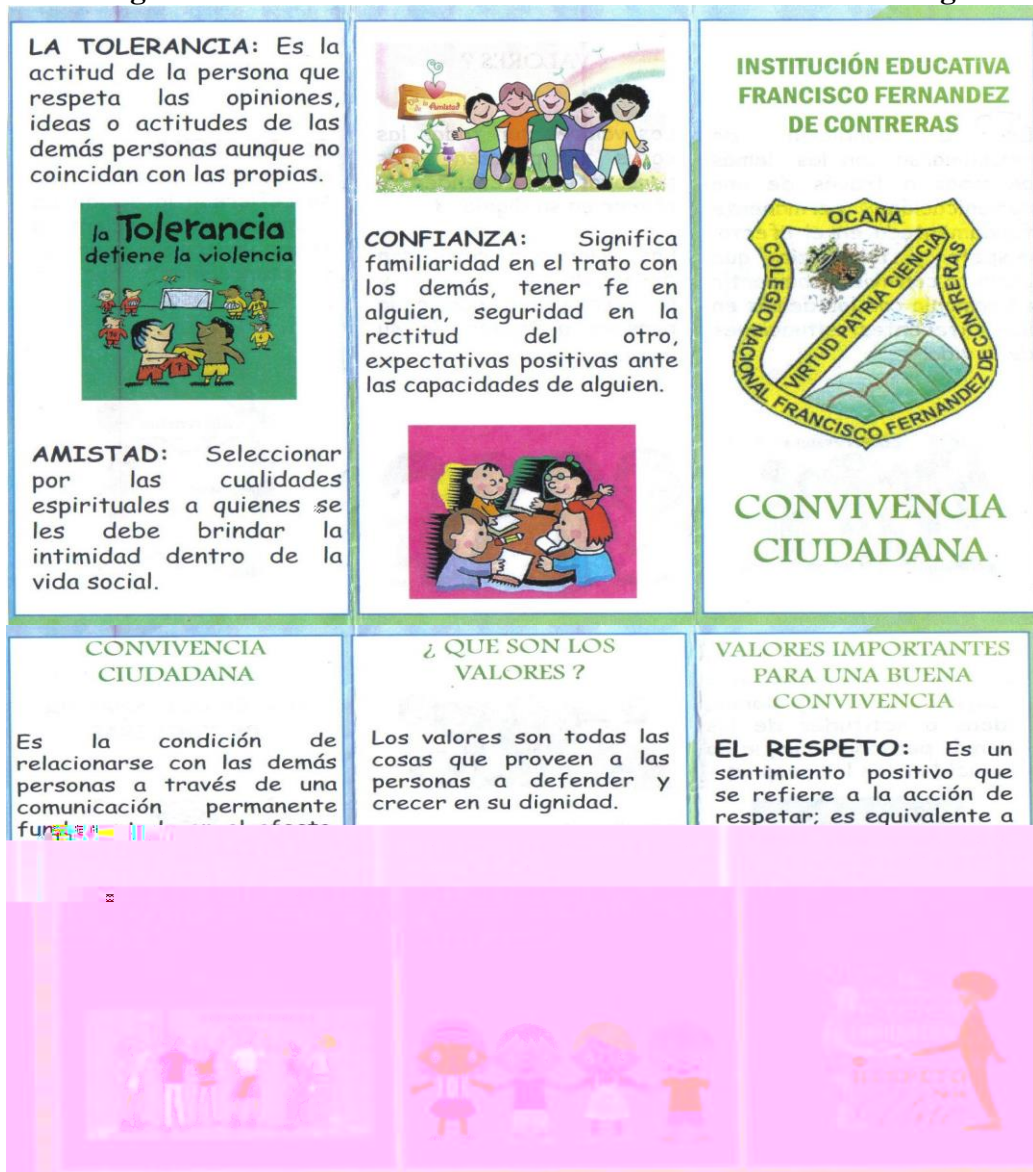 LA TOLERANCIA: Es la
actitud de la persona que
respeta las opiniones,
ideas o actitudes de las
demás personas aunque no
coincidan con las propias.
la Tolerancia
detiene la violencia
AMISTAD: Seleccionar
por las cualidades
espirituales a quienes se
les debe brindar la
intimidad dentro de la
vida social.
Amistad
CONFIANZA: Significa
familiaridad en el trato con
los demás, tener fe en
alguien, seguridad en la
rectitud del otro,
expectativas positivas ante
las capacidades de alguien.
INSTITUCIÓN EDUCATIVA
FRANCISCO FERNANDEZ
DE CONTRERAS
OCAÑA
COLEGIO NACIONAL FRANCISCO FERNANDEZ DE CONTRERAS
VIRTUD PATRIA CIENCIA
CONVIVENCIA
CIUDADANA
CONVIVENCIA
CIUDADANA
Es la condición de
relacionarse con las demás
personas a través de una
comunicación permanente
¿ QUE SON LOS
VALORES ?
Los valores son todas las
cosas que proveen a las
personas a defender y
crecer en su dignidad.
VALORES IMPORTANTES
PARA UNA BUENA
CONVIVENCIA
EL RESPETO: Es un
sentimiento positivo que
se refiere a la acción de
respetar; es equivalente a
RESPETO